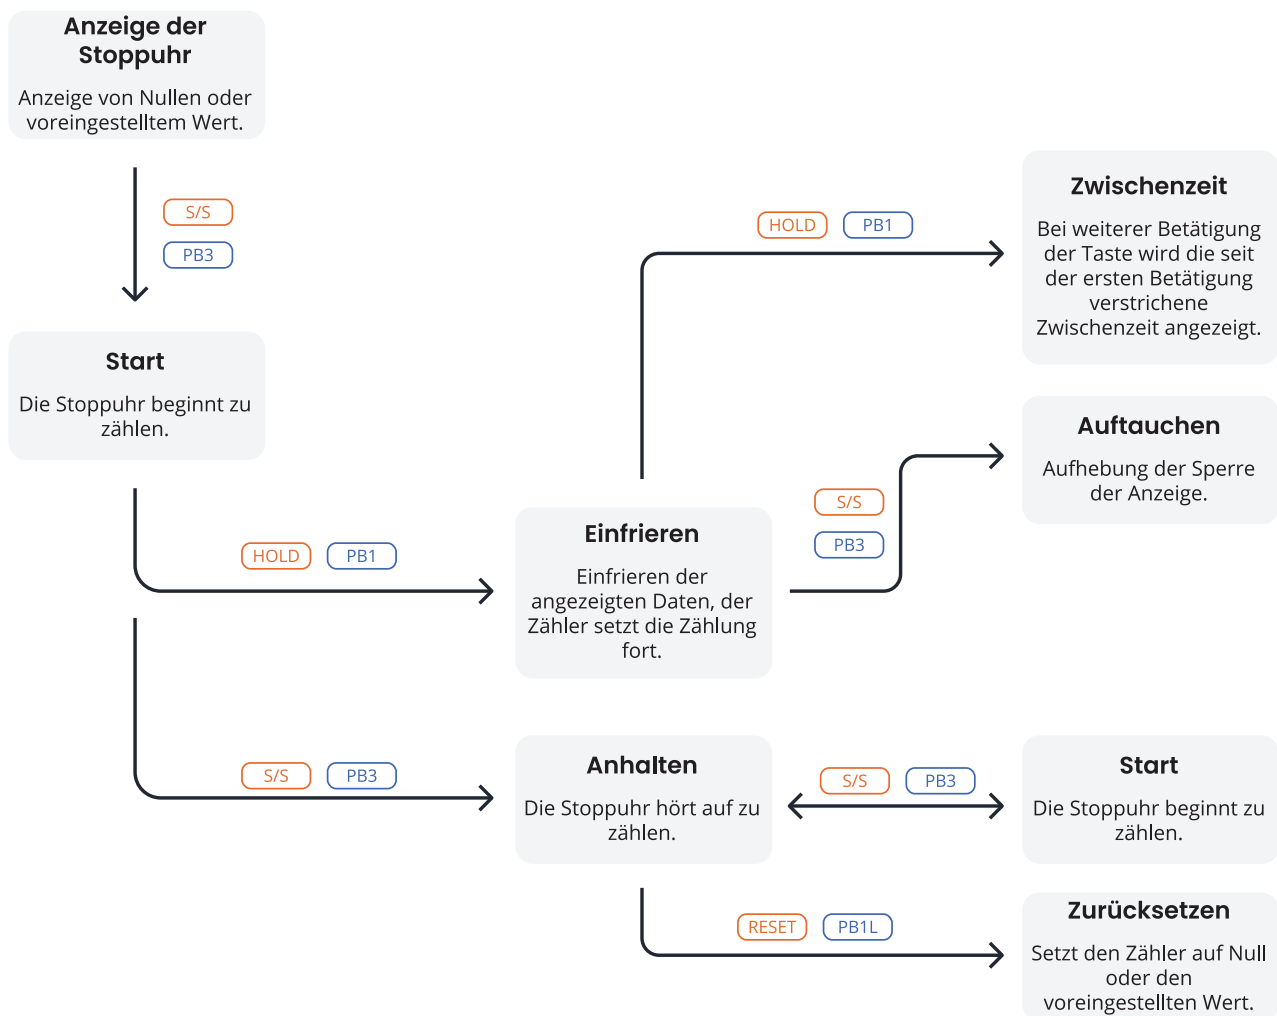 Anzeige der
Stoppuhr
Anzeige von Nullen oder
voreingestelltem Wert.
S/S
PB3
Start
Die Stoppuhr beginnt zu
zählen.
HOLD PB1
Zwischenzeit
Bei weiterer Betätigung
der Taste wird die seit
der ersten Betätigung
verstrichene
Zwischenzeit angezeigt.
Auftauchen
Aufhebung der Sperre
der Anzeige.
S/S
PB3
HOLD PB1
Einfrieren
Einfrieren der
angezeigten Daten, der
Zähler setzt die Zählung
fort.
S/S PB3
Anhalten
Die Stoppuhr hört auf zu
zählen.
S/S PB3
Start
Die Stoppuhr beginnt zu
zählen.
RESET PB1L
Zurücksetzen
Setzt den Zähler auf Null
oder den
voreingestellten Wert.